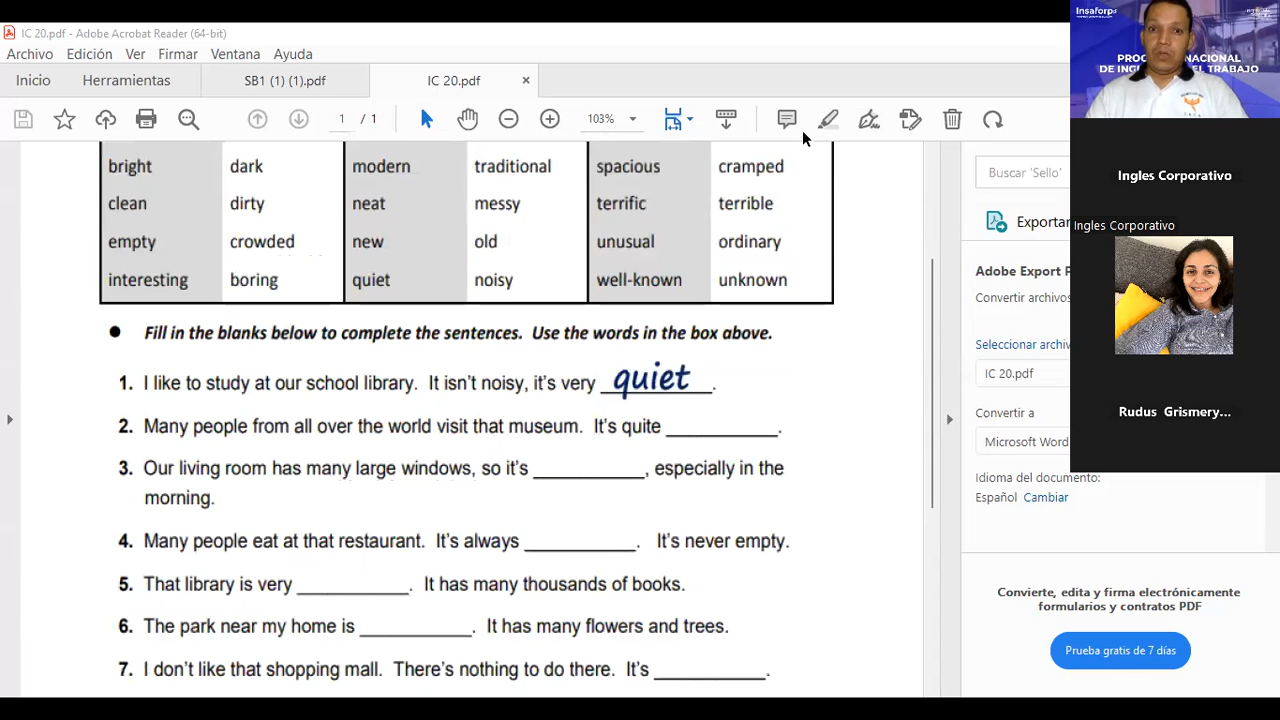 IC 20.pdf - Adobe Acrobat Reader (64-bit)
Archivo Edición Ver Firmar Ventana Ayuda
Inicio Herramientas SB1 (1) (1).pdf IC 20.pdf ×
1 / 1 103%
bright dark modern traditional spacious cramped
clean dirty neat messy terrific terrible
empty crowded new old unusual ordinary
interesting boring quiet noisy well-known unknown
● Fill in the blanks below to complete the sentences. Use the words in the box above.
1. I like to study at our school library. It isn't noisy, it's very quiet.
2. Many people from all over the world visit that museum. It's quite ___________.
3. Our living room has many large windows, so it's ___________, especially in the
morning.
4. Many people eat at that restaurant. It's always ___________. It's never empty.
5. That library is very ___________. It has many thousands of books.
6. The park near my home is ___________. It has many flowers and trees.
7. I don't like that shopping mall. There's nothing to do there. It's ___________.
Buscar 'Sello'
Exportar
Adobe Export P
Convertir archivos
Seleccionar archiv
IC 20.pdf
Convertir a
Microsoft Word
Idioma del documento:
Español Cambiar
Convierte, edita y firma electrónicamente
formularios y contratos PDF
Prueba gratis de 7 días
Insaforp
Ingles Corporativo
Ingles Corporativo
Rudus Grismery...